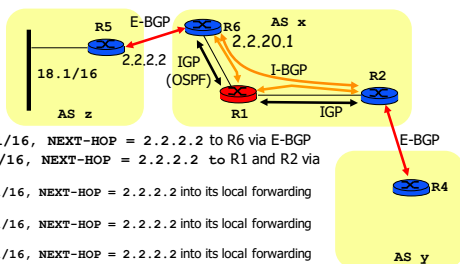 E-BGP
R6
AS x
R5
2.2.20.1
2.2.2.2
IGP
(OSPF)
I-BGP
R2
18.1/16
R1
IGP
AS z
E-BGP
/16, NEXT-HOP = 2.2.2.2 to R6 via E-BGP
/16, NEXT-HOP = 2.2.2.2 to R1 and R2 via
R4
/16, NEXT-HOP = 2.2.2.2 into its local forwarding
/16, NEXT-HOP = 2.2.2.2 into its local forwarding
/16, NEXT-HOP = 2.2.2.2 into its local forwarding
AS y